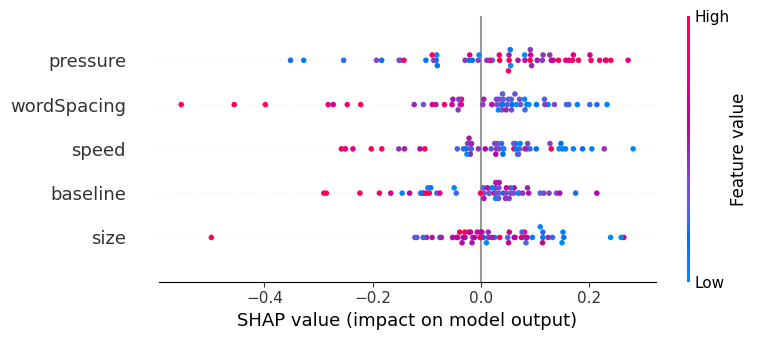 High
pressure
wordSpacing
speed
baseline
size
Feature value
Low
−0.4 −0.2 0.0 0.2
SHAP value (impact on model output)